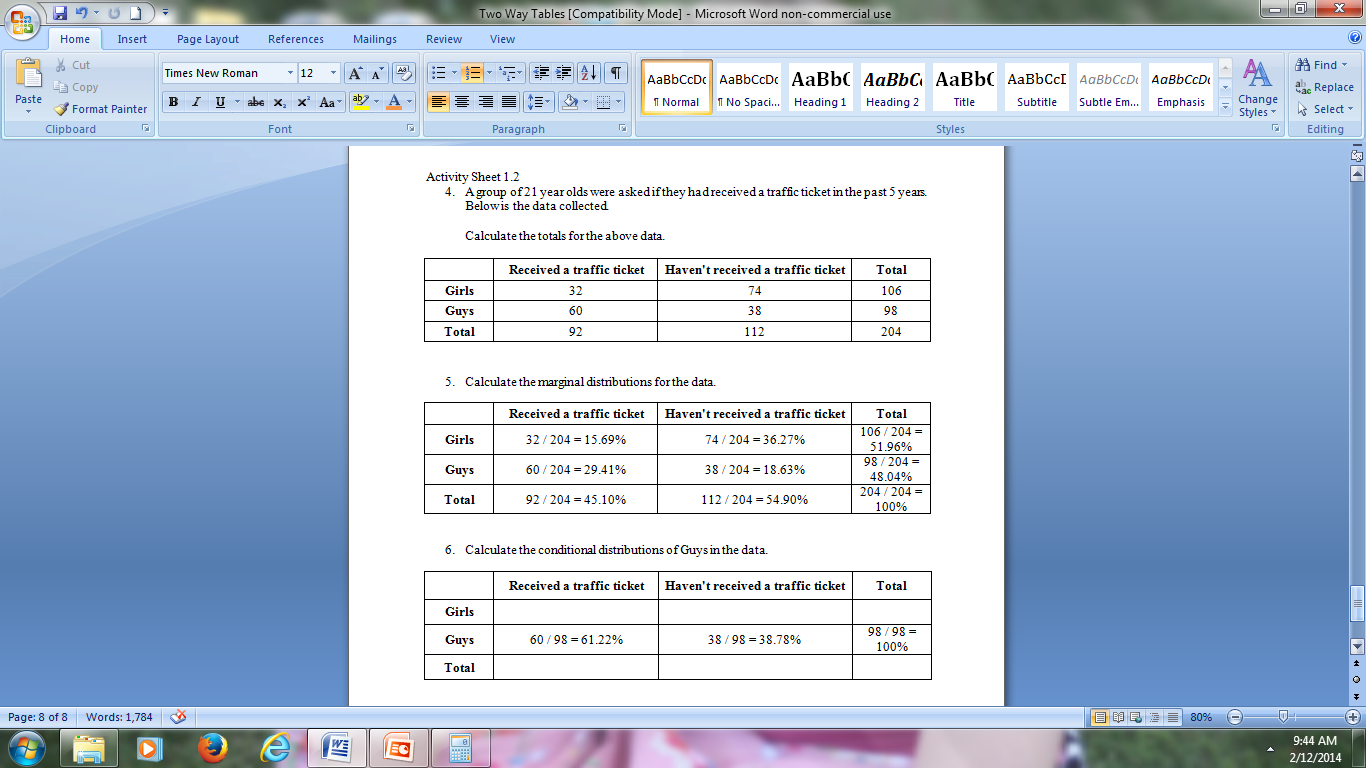 Two Way Tables [Compatibility Mode] - Microsoft Word non-commercial use
Home Insert Page Layout References Mailings Review View
Paste
Cut
Copy
Format Painter
Clipboard
Times New Roman 12
B I U abc x₂ x² Aa ab A
Font
Paragraph
AaBbCcDc AaBbCcDc AaBbC AaBbCc AaBbC AaBbCcI AaBbCcDc AaBbCcDc
¶ Normal ¶ No Spaci... Heading 1 Heading 2 Title Subtitle Subtle Em... Emphasis
Change
Styles
Styles
Find
Replace
Select
Editing
Activity Sheet 1.2
4. A group of 21 year olds were asked if they had received a traffic ticket in the past 5 years.
Below is the data collected.
Calculate the totals for the above data.
Received a traffic ticket Haven't received a traffic ticket Total
Girls 32 74 106
Guys 60 38 98
Total 92 112 204
5. Calculate the marginal distributions for the data.
Received a traffic ticket Haven't received a traffic ticket Total
Girls 32 / 204 = 15.69% 74 / 204 = 36.27% 106 / 204 =
51.96%
Guys 60 / 204 = 29.41% 38 / 204 = 18.63% 98 / 204 =
48.04%
Total 92 / 204 = 45.10% 112 / 204 = 54.90% 204 / 204 =
100%
6. Calculate the conditional distributions of Guys in the data.
Received a traffic ticket Haven't received a traffic ticket Total
Girls
Guys 60 / 98 = 61.22% 38 / 98 = 38.78% 98 / 98 =
100%
Total
Page: 8 of 8 Words: 1,784 80%
9:44 AM
2/12/2014